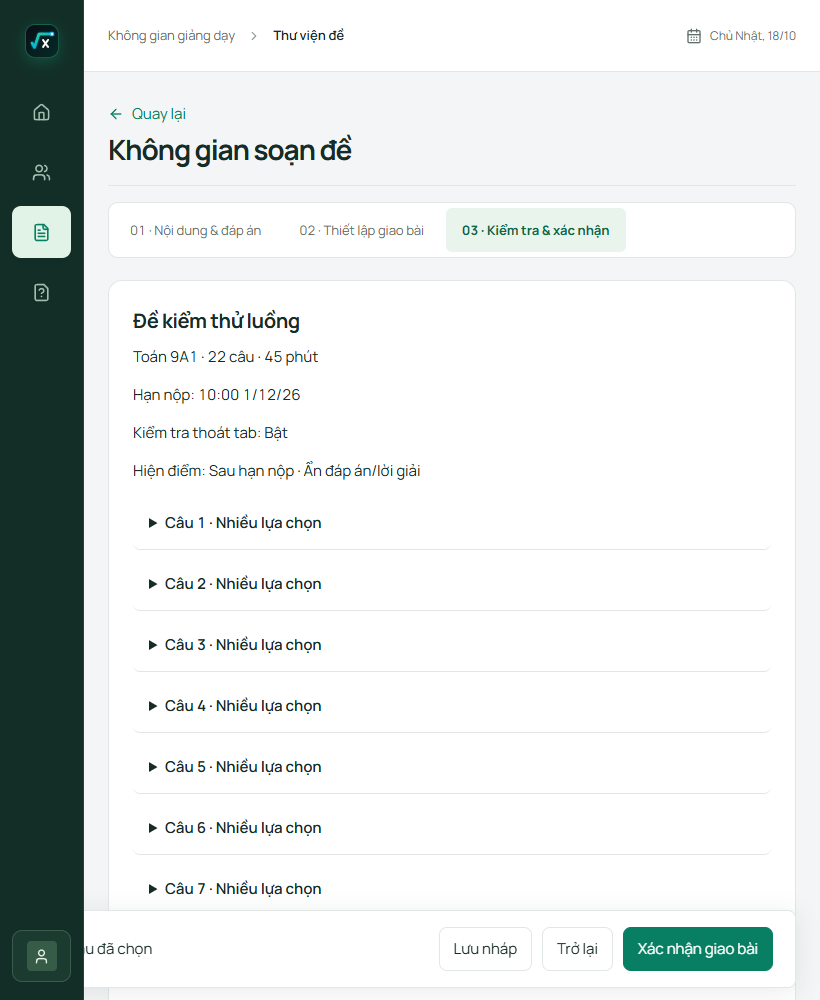 Không gian giảng dạy > Thư viện đề
Chủ Nhật, 18/10
← Quay lại
Không gian soạn đề
01 · Nội dung & đáp án
02 · Thiết lập giao bài
03 · Kiểm tra & xác nhận
Đề kiểm thử luồng
Toán 9A1 · 22 câu · 45 phút
Hạn nộp: 10:00 1/12/26
Kiểm tra thoát tab: Bật
Hiện điểm: Sau hạn nộp · Ẩn đáp án/lời giải
▶ Câu 1 · Nhiều lựa chọn
▶ Câu 2 · Nhiều lựa chọn
▶ Câu 3 · Nhiều lựa chọn
▶ Câu 4 · Nhiều lựa chọn
▶ Câu 5 · Nhiều lựa chọn
▶ Câu 6 · Nhiều lựa chọn
▶ Câu 7 · Nhiều lựa chọn
đã chọn
Lưu nháp
Trở lại
Xác nhận giao bài